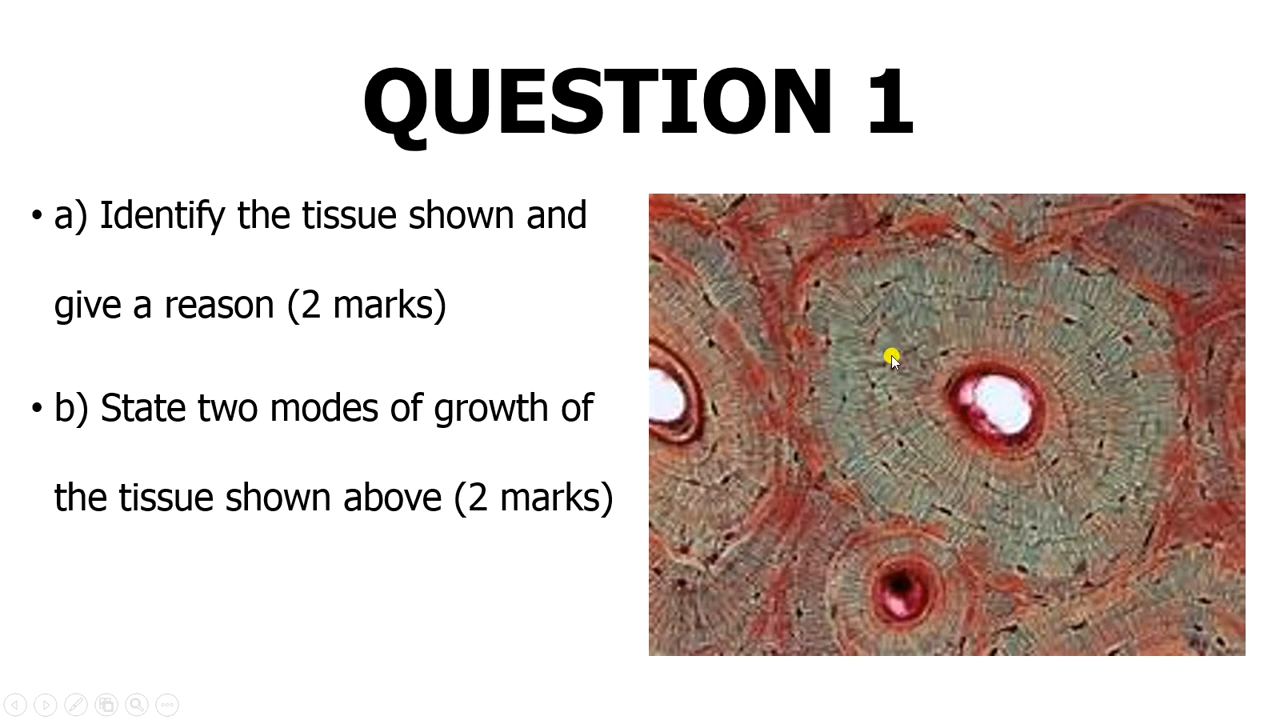 QUESTION 1
• a) Identify the tissue shown and
give a reason (2 marks)
• b) State two modes of growth of
the tissue shown above (2 marks)